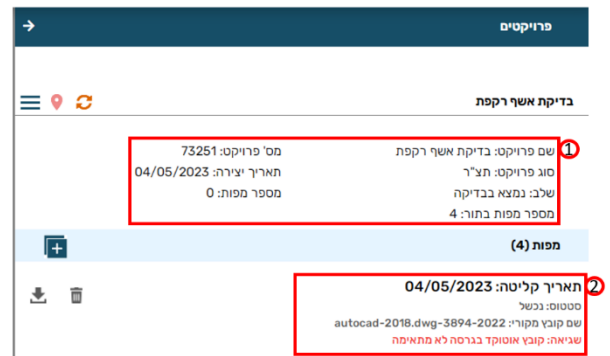 פרויקטים
בדיקת אשף רקפת
1
שם פרויקט: בדיקת אשף רקפת
מס' פרויקט: 73251
סוג פרויקט: תצ"ר
תאריך יצירה: 04/05/2023
שלב: נמצא בבדיקה
מספר מפות: 0
מספר מפות בתור: 4
מפות (4)
2
תאריך קליטה: 04/05/2023
סטטוס: נכשל
שם קובץ מקורי: autocad-2018.dwg-3894-2022
שגיאה: קובץ אוטוקד בגרסה לא מתאימה